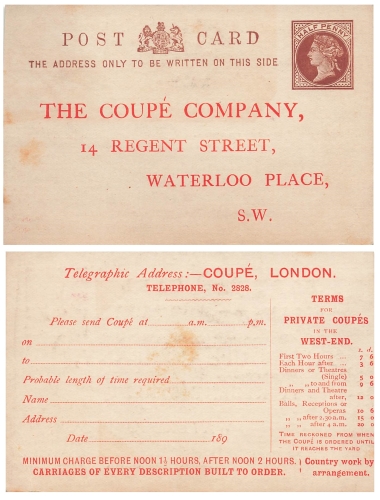 POST CARD
THE ADDRESS ONLY TO BE WRITTEN ON THIS SIDE
HALF PENNY
THE COUPÉ COMPANY,
14 REGENT STREET,
WATERLOO PLACE,
S.W.
Telegraphic Address:—COUPÉ, LONDON.
TELEPHONE, No. 2828.
Please send Coupé at a.m. p.m.
on
to
Probable length of time required
Name
Address
Date 189
TERMS
FOR
PRIVATE COUPÉS
IN THE
WEST-END.
s. d.
First Two Hours ... 7 6
Each Hour after ... 3 6
Dinners or Theatres
(Single) 5 0
„ „ to and from 9 6
Dinners and Theatre
after, 12 0
Balls, Receptions or
Operas 10 6
„ „ after 2.30 a.m. 15 0
„ „ after 4 a.m. 20 0
TIME RECKONED FROM WHEN
THE COUPÉ IS ORDERED UNTIL
IT REACHES THE YARD
MINIMUM CHARGE BEFORE NOON 1½ HOURS, AFTER NOON 2 HOURS.
CARRIAGES OF EVERY DESCRIPTION BUILT TO ORDER.
Country work by
arrangement.